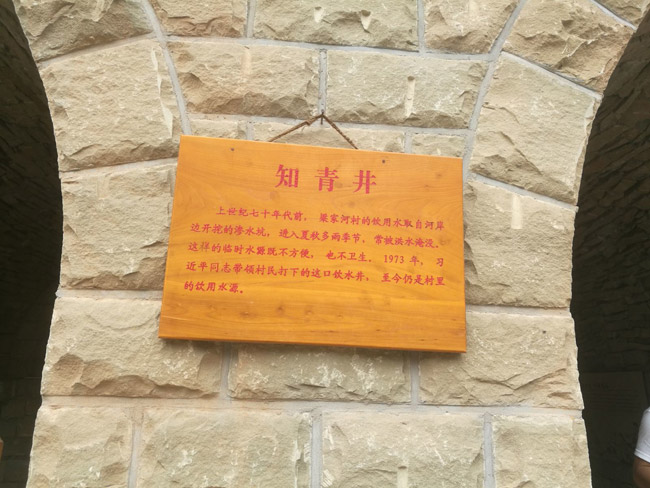 知青井
上世纪七十年代前，梁家河村的饮用水取自河岸
边开挖的渗水坑，进入夏秋多雨季节，常被洪水淹没。
这样的临时水源既不方便，也不卫生。1973年，习
近平同志带领村民打下的这口饮水井，至今仍是村里
的饮用水源。